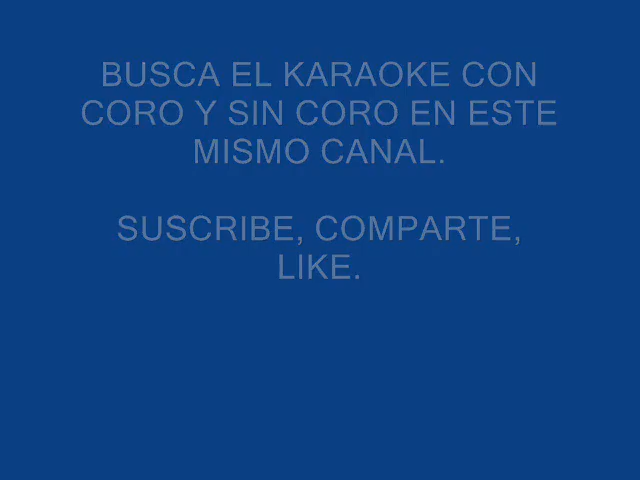 BUSCA EL KARAOKE CON
CORO Y SIN CORO EN ESTE
MISMO CANAL.
SUSCRIBE, COMPARTE,
LIKE.